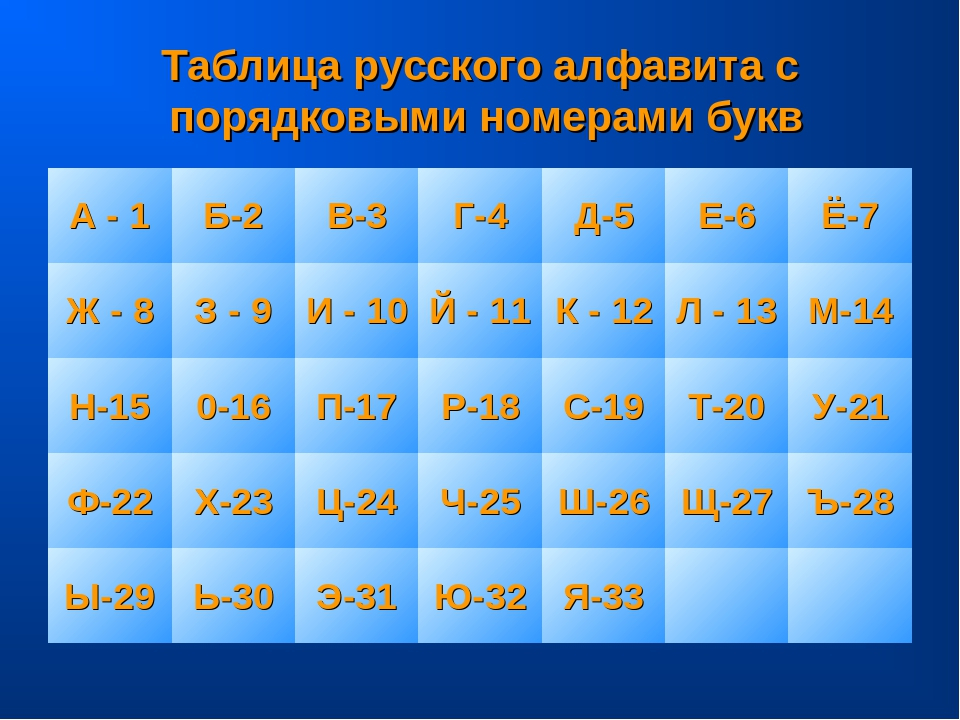 Таблица русского алфавита с
порядковыми номерами букв
А - 1 Б-2 В-3 Г-4 Д-5 Е-6 Ё-7
Ж - 8 З - 9 И - 10 Й - 11 К - 12 Л - 13 М-14
Н-15 0-16 П-17 Р-18 С-19 Т-20 У-21
Ф-22 Х-23 Ц-24 Ч-25 Ш-26 Щ-27 Ъ-28
Ы-29 Ь-30 Э-31 Ю-32 Я-33